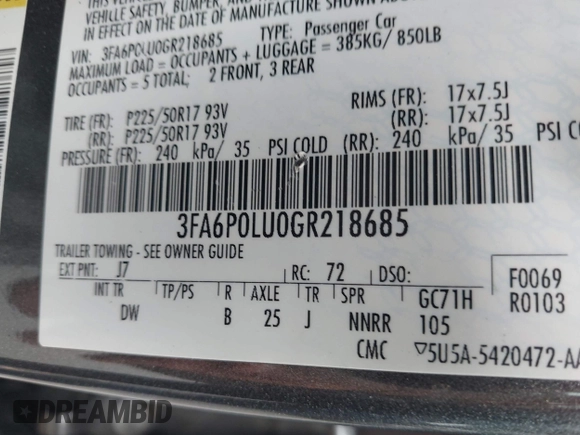 VEHICLE SAFETY, BUMPER, AND
IN EFFECT ON THE DATE OF MANUFACTURE SHOWN
VIN: 3FA6P0LU0GR218685 TYPE: Passenger Car
MAXIMUM LOAD = OCCUPANTS + LUGGAGE = 385KG/ 850LB
OCCUPANTS = 5 TOTAL; 2 FRONT, 3 REAR
TIRE (FR): P225/50R17 93V RIMS (FR): 17x7.5J
(RR): P225/50R17 93V (RR): 17x7.5J
PRESSURE (FR): 240 kPa/ 35 PSI COLD (RR): 240 kPa/ 35 PSI CO
3FA6P0LU0GR218685
TRAILER TOWING - SEE OWNER GUIDE
EXT PNT: J7 RC: 72 DSO: F0069
R0103
INT TR TP/PS R AXLE TR SPR GC71H
DW B 25 J NNRR 105
CMC ▽5U5A-5420472-AA
DREAMBID